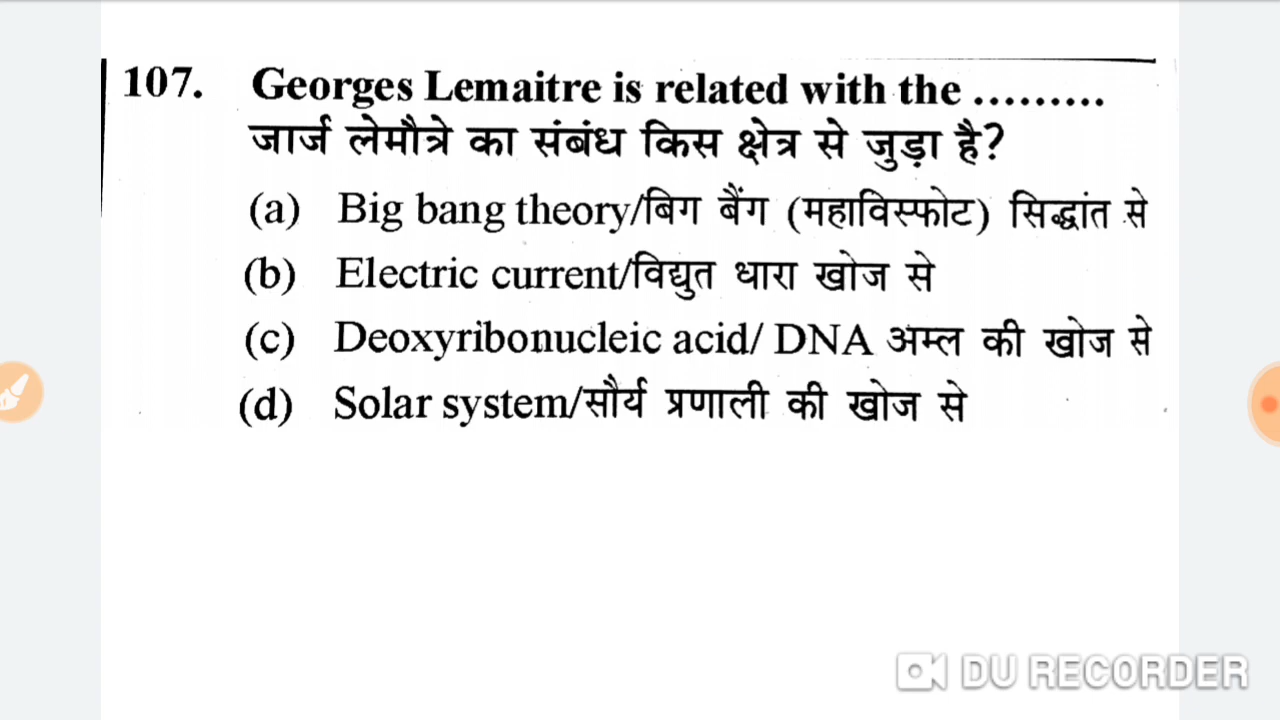 107. Georges Lemaitre is related with the .........
जार्ज लेमौत्रे का संबंध किस क्षेत्र से जुड़ा है?
(a) Big bang theory/बिग बैंग (महाविस्फोट) सिद्धांत से
(b) Electric current/विद्युत धारा खोज से
(c) Deoxyribonucleic acid/ DNA अम्ल की खोज से
(d) Solar system/सौर्य प्रणाली की खोज से
DU RECORDER